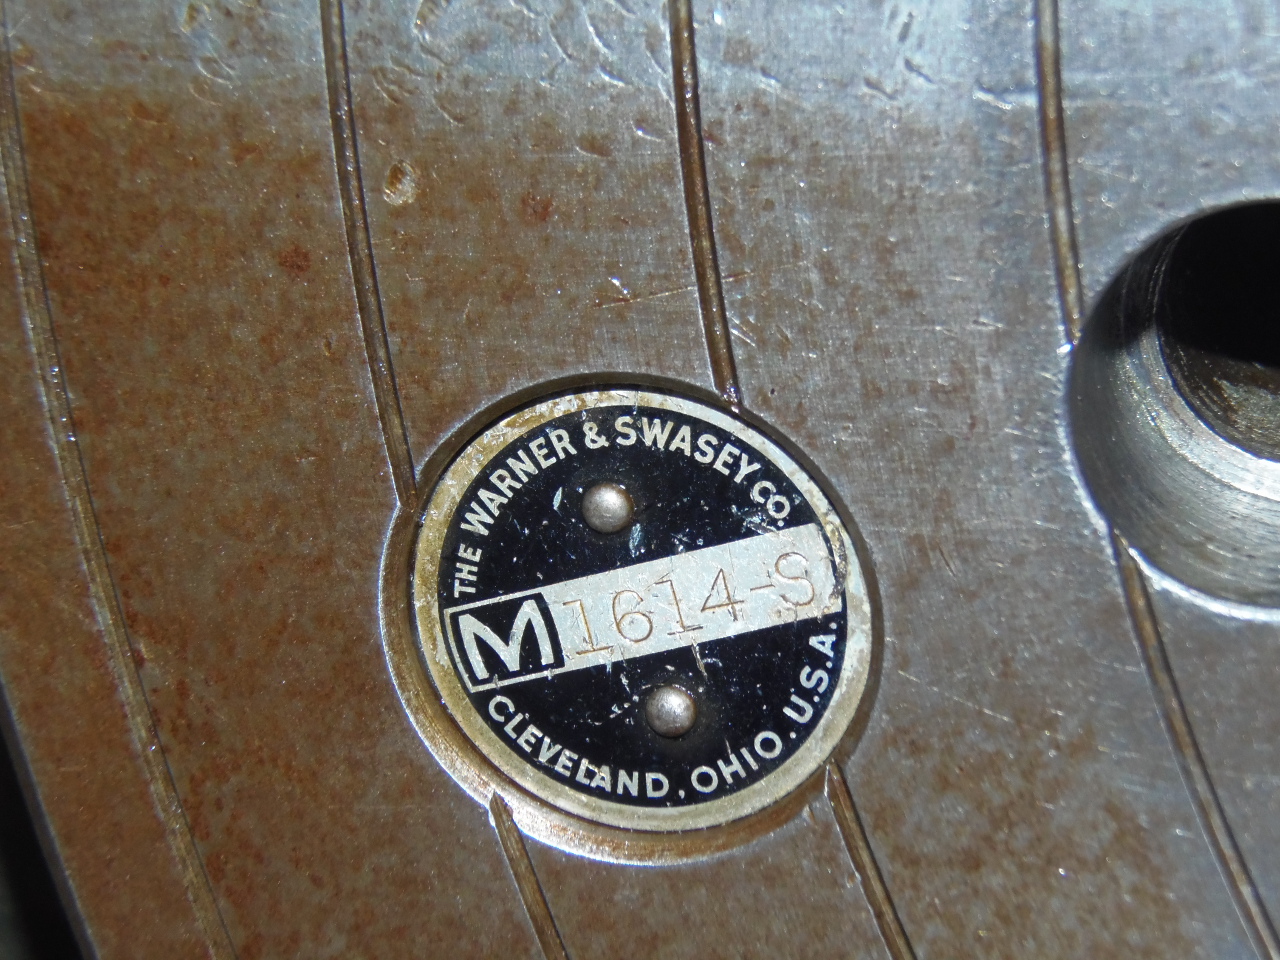 THE WARNER & SWASEY CO.
M 1614-S
CLEVELAND, OHIO. U.S.A.